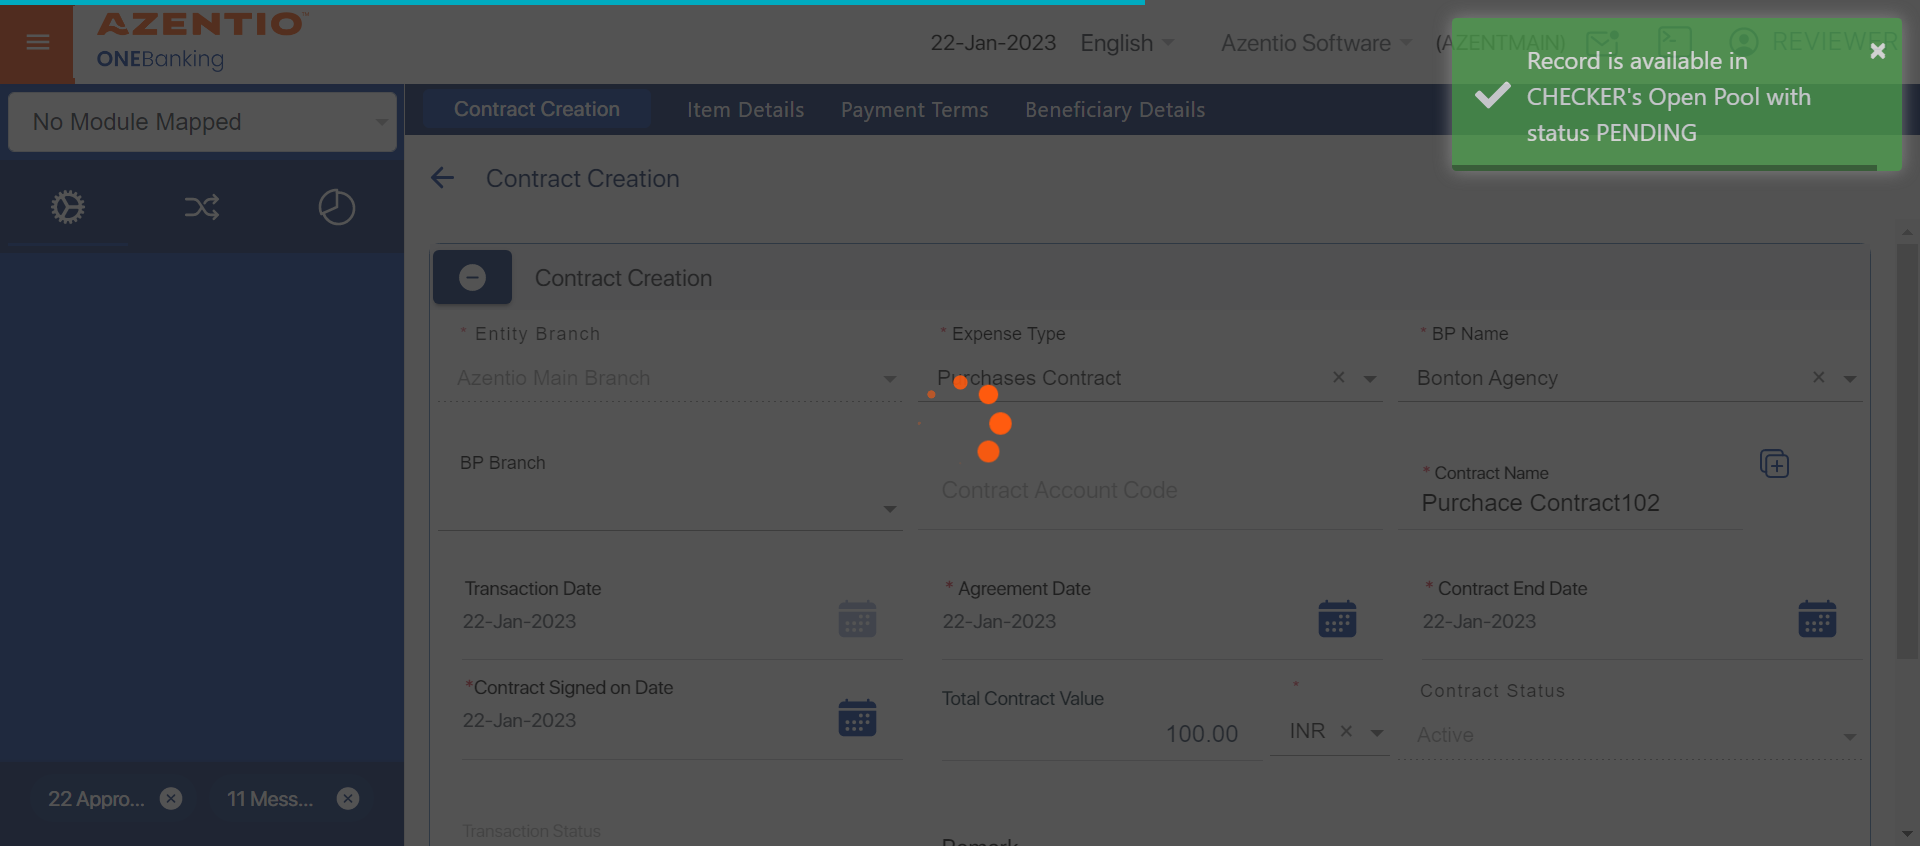 AZENTIO™
ONEBanking
22-Jan-2023
English
Azentio Software
(AZENTMAIN)
REVIEWER
Record is available in
CHECKER's Open Pool with
status PENDING
No Module Mapped
Contract Creation
Item Details
Payment Terms
Beneficiary Details
Contract Creation
Contract Creation
* Entity Branch
Azentio Main Branch
* Expense Type
Purchases Contract
* BP Name
Bonton Agency
BP Branch
Contract Account Code
* Contract Name
Purchace Contract102
Transaction Date
22-Jan-2023
* Agreement Date
22-Jan-2023
* Contract End Date
22-Jan-2023
*Contract Signed on Date
22-Jan-2023
Total Contract Value
100.00
*
INR
Contract Status
Active
22 Appro...
11 Mess...
Transaction Status
Remark